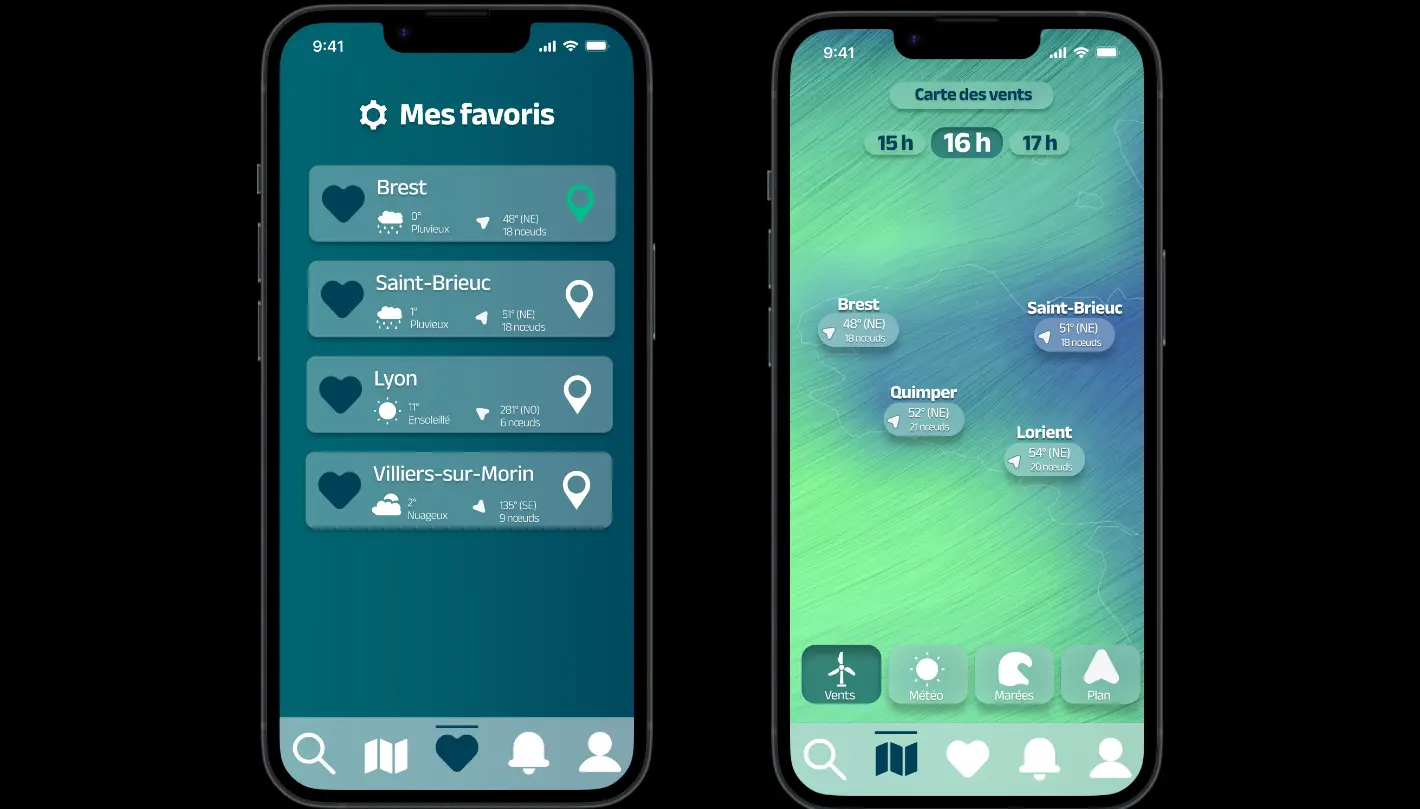 9:41
Mes favoris
Brest
0°
Pluvieux
48° (NE)
18 nœuds
Saint-Brieuc
1°
Pluvieux
51° (NE)
18 nœuds
Lyon
11°
Ensoleillé
281° (NO)
6 nœuds
Villiers-sur-Morin
2°
Nuageux
135° (SE)
9 nœuds
9:41
Carte des vents
15 h 16 h 17 h
Brest
48° (NE)
18 nœuds
Saint-Brieuc
51° (NE)
18 nœuds
Quimper
52° (NE)
21 nœuds
Lorient
54° (NE)
20 nœuds
Vents Météo Marées Plan